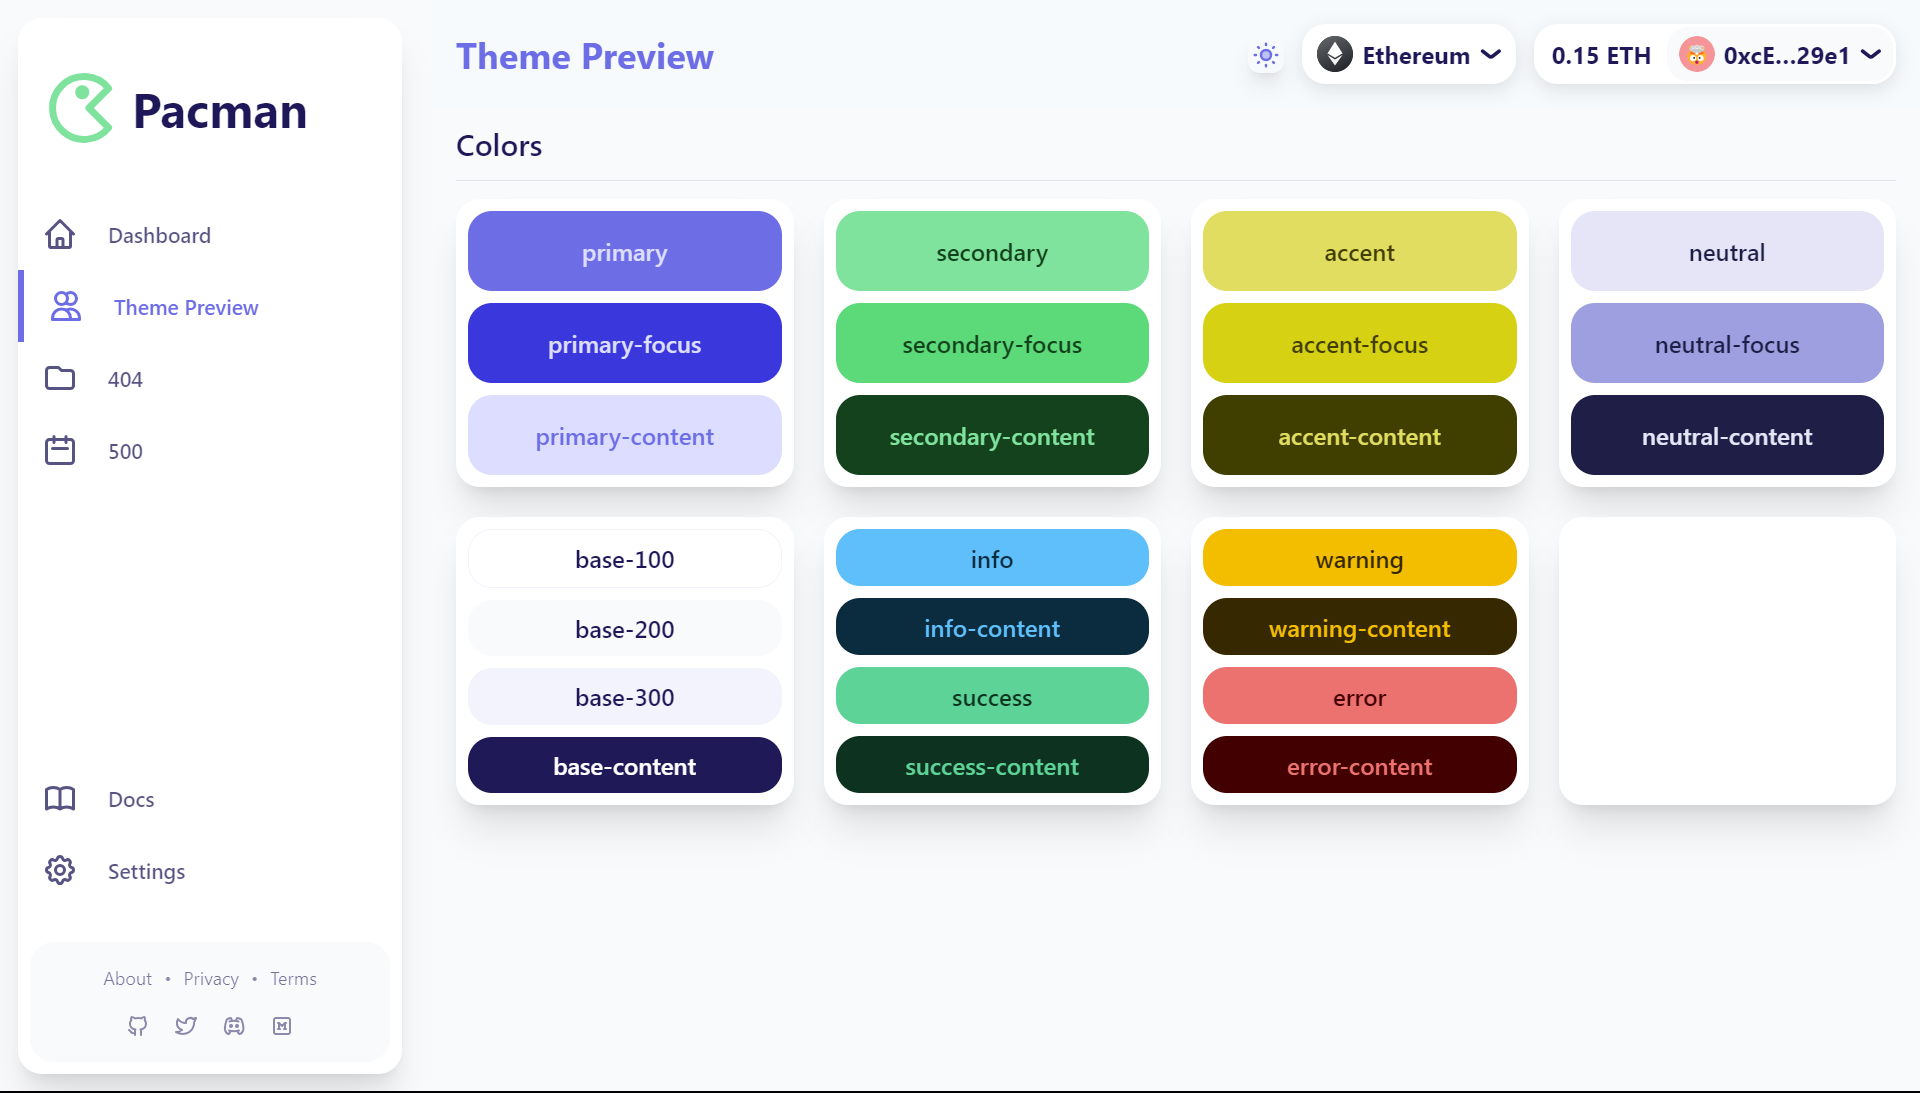 Pacman
Dashboard
Theme Preview
404
500
Docs
Settings
About • Privacy • Terms
Theme Preview
Ethereum
0.15 ETH
0xcE...29e1
Colors
primary
primary-focus
primary-content
secondary
secondary-focus
secondary-content
accent
accent-focus
accent-content
neutral
neutral-focus
neutral-content
base-100
base-200
base-300
base-content
info
info-content
success
success-content
warning
warning-content
error
error-content